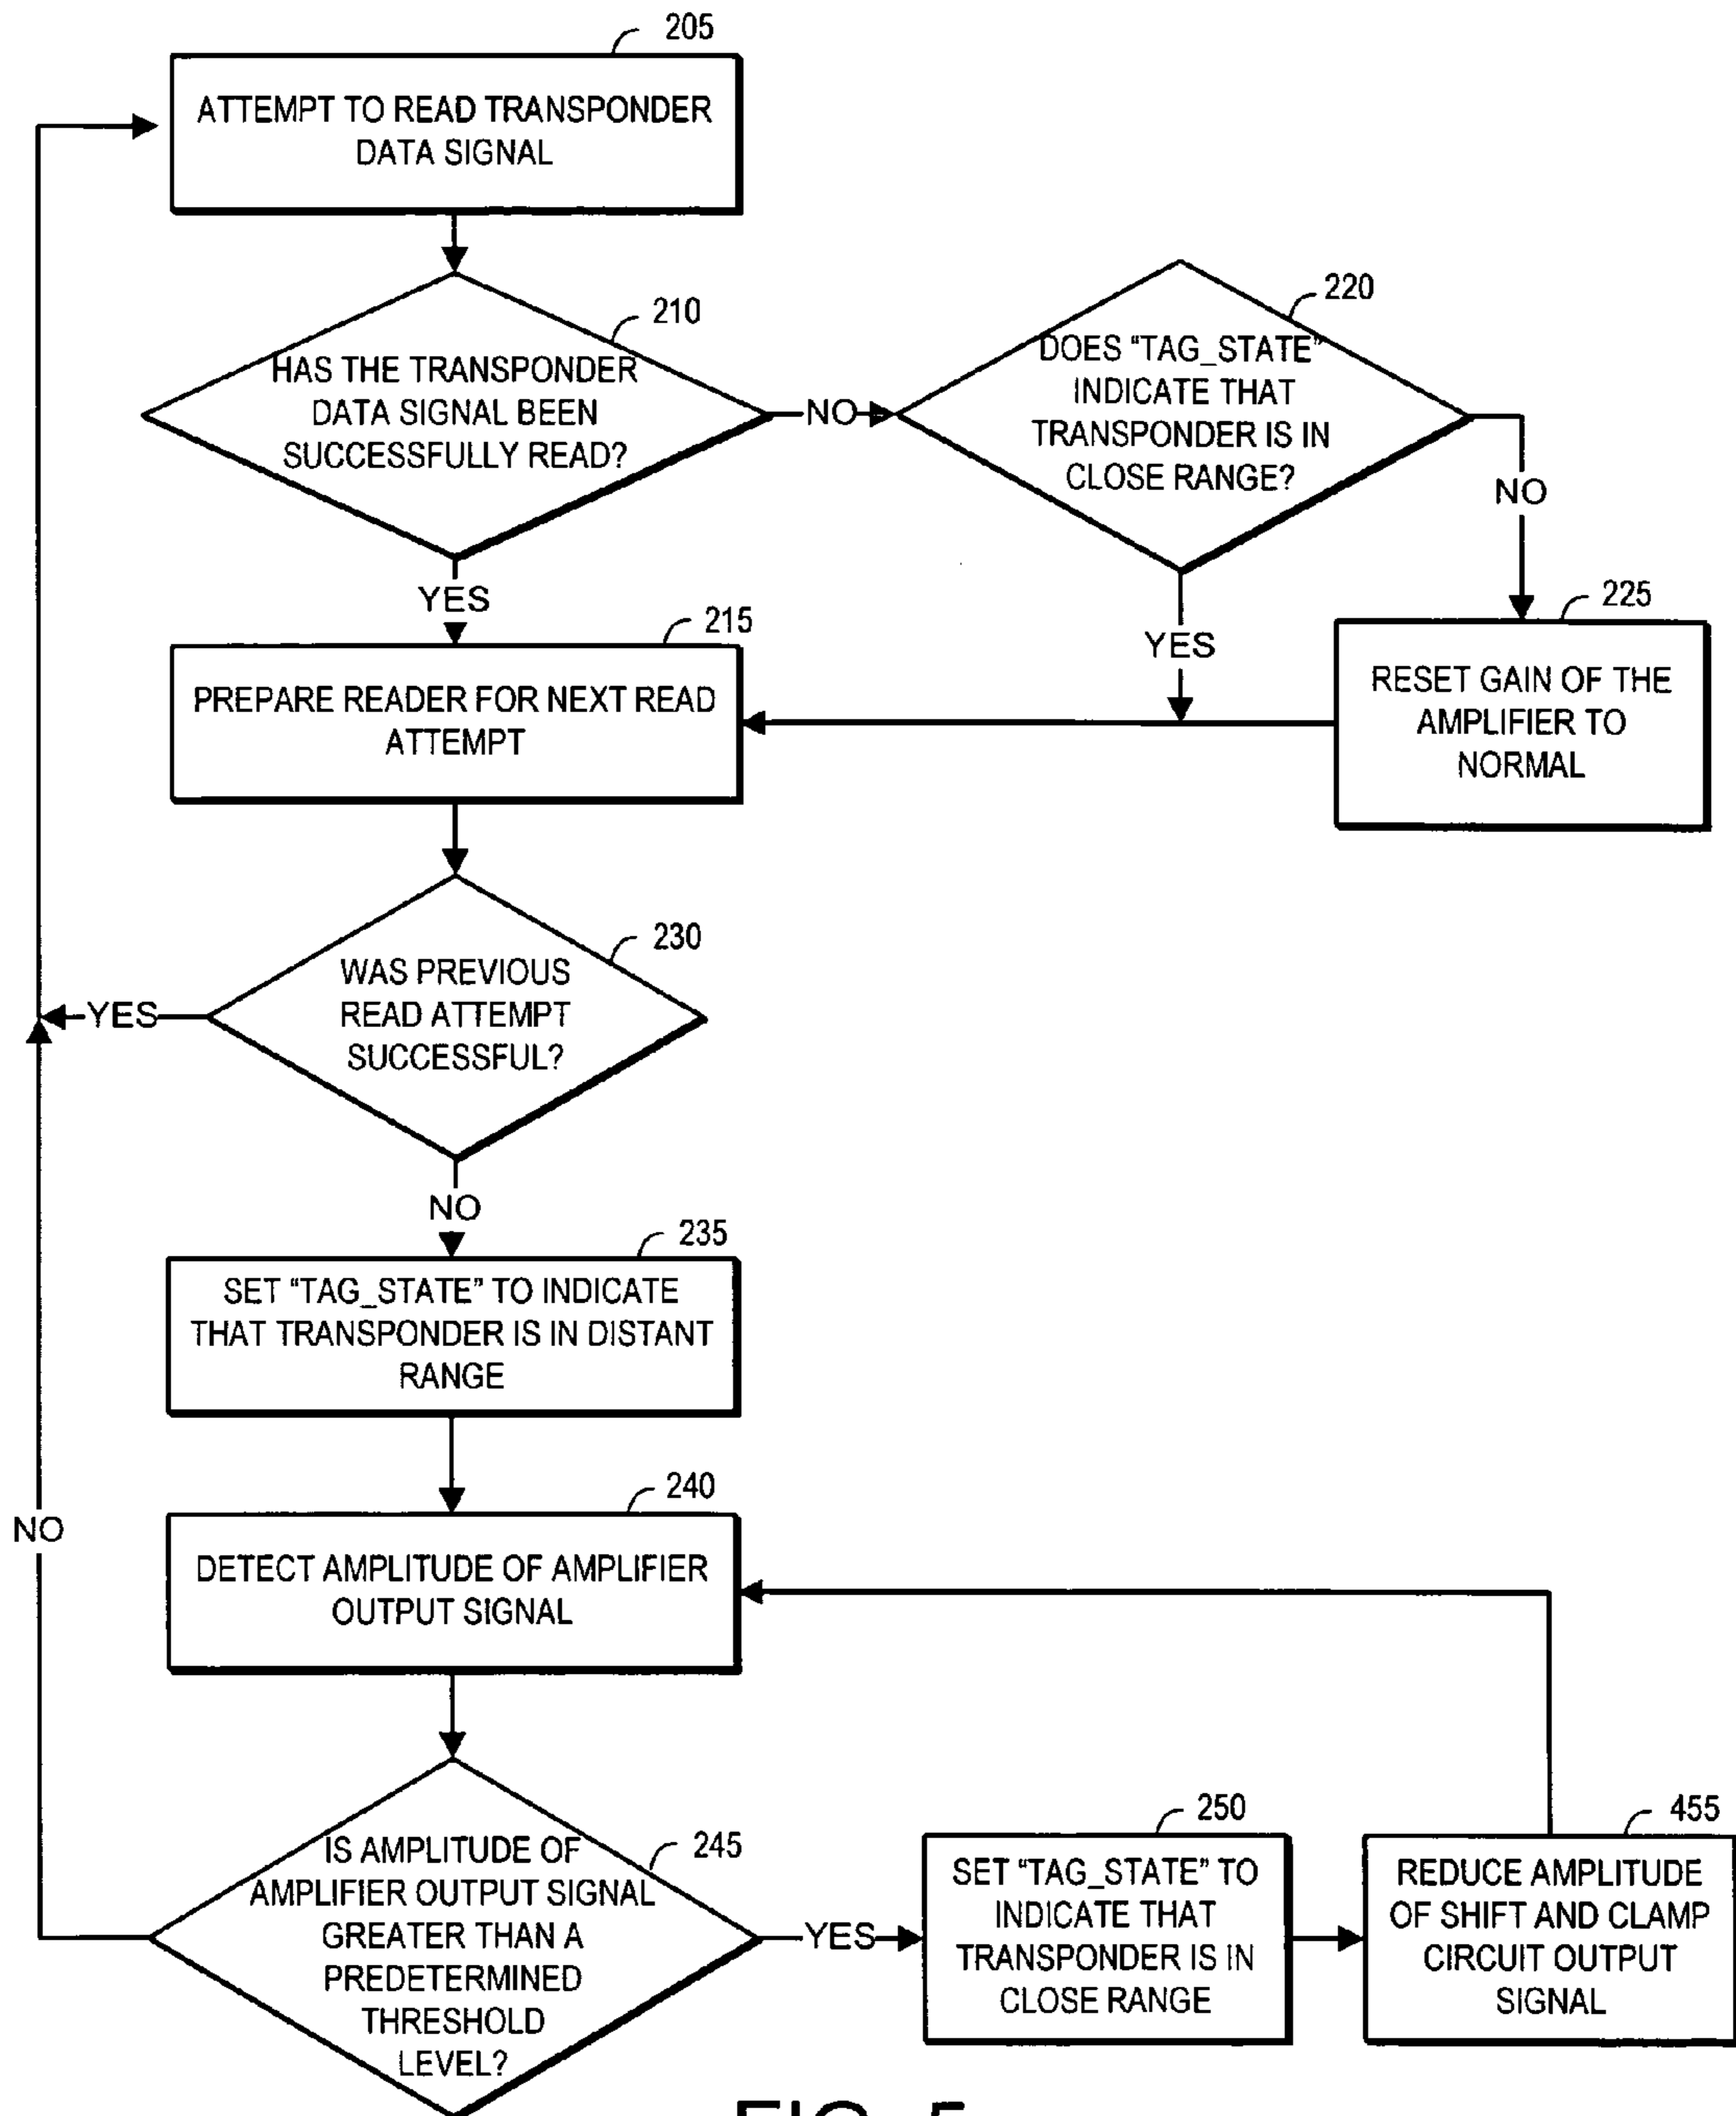 205
ATTEMPT TO READ TRANSPONDER
DATA SIGNAL
210
HAS THE TRANSPONDER
DATA SIGNAL BEEN
SUCCESSFULLY READ?
NO
220
DOES "TAG_STATE"
INDICATE THAT
TRANSPONDER IS IN
CLOSE RANGE?
NO
YES
YES
225
RESET GAIN OF THE
AMPLIFIER TO
NORMAL
215
PREPARE READER FOR NEXT READ
ATTEMPT
230
WAS PREVIOUS
READ ATTEMPT
SUCCESSFUL?
YES
NO
235
SET "TAG_STATE" TO INDICATE
THAT TRANSPONDER IS IN DISTANT
RANGE
240
DETECT AMPLITUDE OF AMPLIFIER
OUTPUT SIGNAL
NO
245
IS AMPLITUDE OF
AMPLIFIER OUTPUT SIGNAL
GREATER THAN A
PREDETERMINED
THRESHOLD
LEVEL?
YES
250
SET "TAG_STATE" TO
INDICATE THAT
TRANSPONDER IS IN
CLOSE RANGE
455
REDUCE AMPLITUDE
OF SHIFT AND CLAMP
CIRCUIT OUTPUT
SIGNAL
FIG. 5